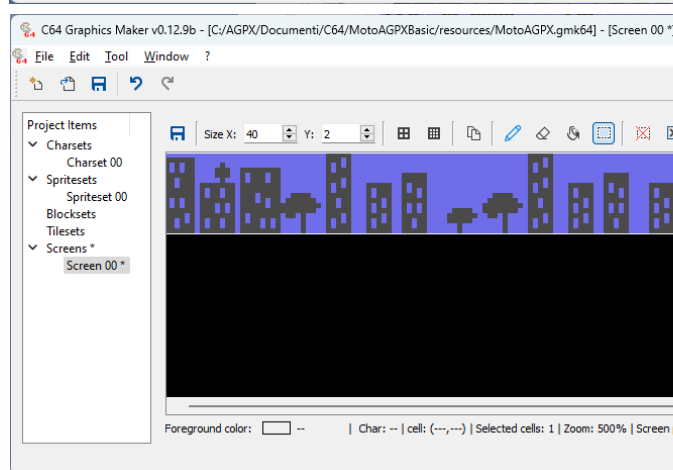 C64 Graphics Maker v0.12.9b - [C:/AGPX/Documenti/C64/MotoAGPXBasic/resources/MotoAGPX.gmk64] - [Screen 00 *]
File Edit Tool Window ?
Project Items
Size X: 40 Y: 2
Charsets
Charset 00
Spritesets
Spriteset 00
Blocksets
Tilesets
Screens *
Screen 00 *
Foreground color: -- | Char: -- | cell: (---,---) | Selected cells: 1 | Zoom: 500% | Screen